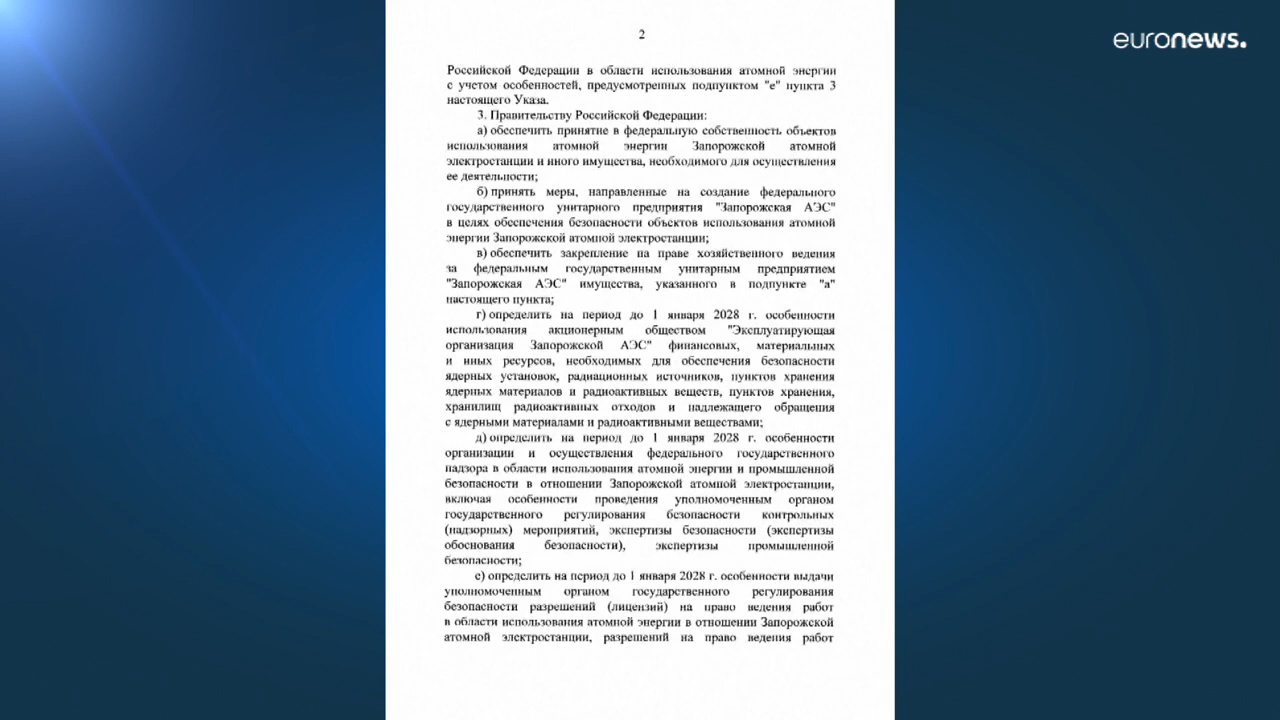 2
euronews.
Российской Федерации в области использования атомной энергии
с учетом особенностей, предусмотренных подпунктом "е" пункта 3
настоящего Указа.
3. Правительству Российской Федерации:
а) обеспечить принятие в федеральную собственность объектов
использования атомной энергии Запорожской атомной
электростанции и иного имущества, необходимого для осуществления
ее деятельности;
б) принять меры, направленные на создание федерального
государственного унитарного предприятия "Запорожская АЭС"
в целях обеспечения безопасности объектов использования атомной
энергии Запорожской атомной электростанции;
в) обеспечить закрепление на праве хозяйственного ведения
за федеральным государственным унитарным предприятием
"Запорожская АЭС" имущества, указанного в подпункте "а"
настоящего пункта;
г) определить на период до 1 января 2028 г. особенности
использования акционерным обществом "Эксплуатирующая
организация Запорожской АЭС" финансовых, материальных
и иных ресурсов, необходимых для обеспечения безопасности
ядерных установок, радиационных источников, пунктов хранения
ядерных материалов и радиоактивных веществ, пунктов хранения,
хранилищ радиоактивных отходов и надлежащего обращения
с ядерными материалами и радиоактивными веществами;
д) определить на период до 1 января 2028 г. особенности
организации и осуществления федерального государственного
надзора в области использования атомной энергии и промышленной
безопасности в отношении Запорожской атомной электростанции,
включая особенности проведения уполномоченным органом
государственного регулирования безопасности контрольных
(надзорных) мероприятий, экспертизы безопасности (экспертизы
обоснования безопасности), экспертизы промышленной
безопасности;
е) определить на период до 1 января 2028 г. особенности выдачи
уполномоченным органом государственного регулирования
безопасности разрешений (лицензий) на право ведения работ
в области использования атомной энергии в отношении Запорожской
атомной электростанции, разрешений на право ведения работ